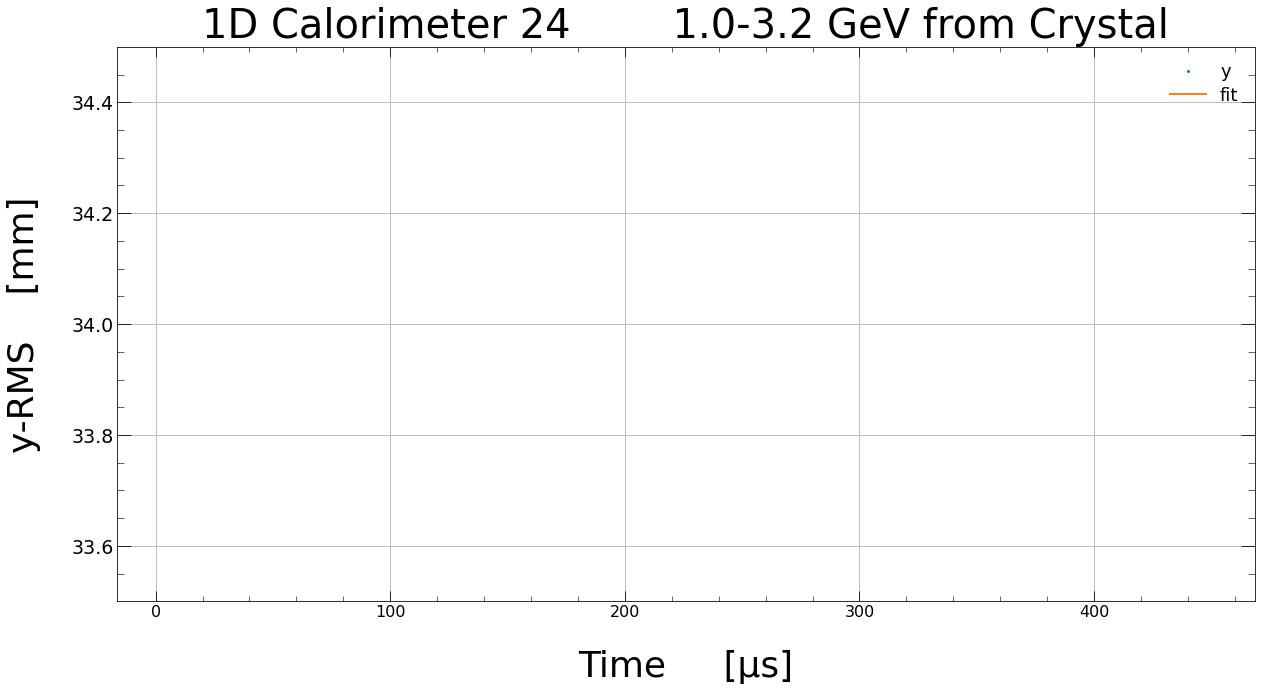 1D Calorimeter 24 1.0-3.2 GeV from Crystal
y
fit
y-RMS [mm]
34.4
34.2
34.0
33.8
33.6
0 100 200 300 400
Time [μs]